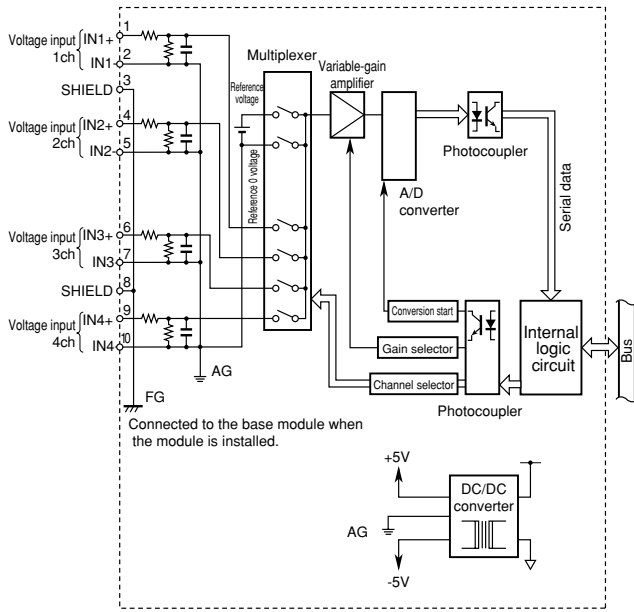 Voltage input 1ch
IN1+
1
IN1-
2
SHIELD
3
Voltage input 2ch
IN2+
4
IN2-
5
Voltage input 3ch
IN3+
6
IN3-
7
SHIELD
8
Voltage input 4ch
IN4+
9
IN4-
10
AG
FG
Connected to the base module when
the module is installed.
Multiplexer
Reference voltage
Reference 0 voltage
Variable-gain
amplifier
A/D
converter
Photocoupler
Serial data
Conversion start
Gain selector
Channel selector
Photocoupler
Internal
logic
circuit
Bus
+5V
AG
-5V
DC/DC
converter